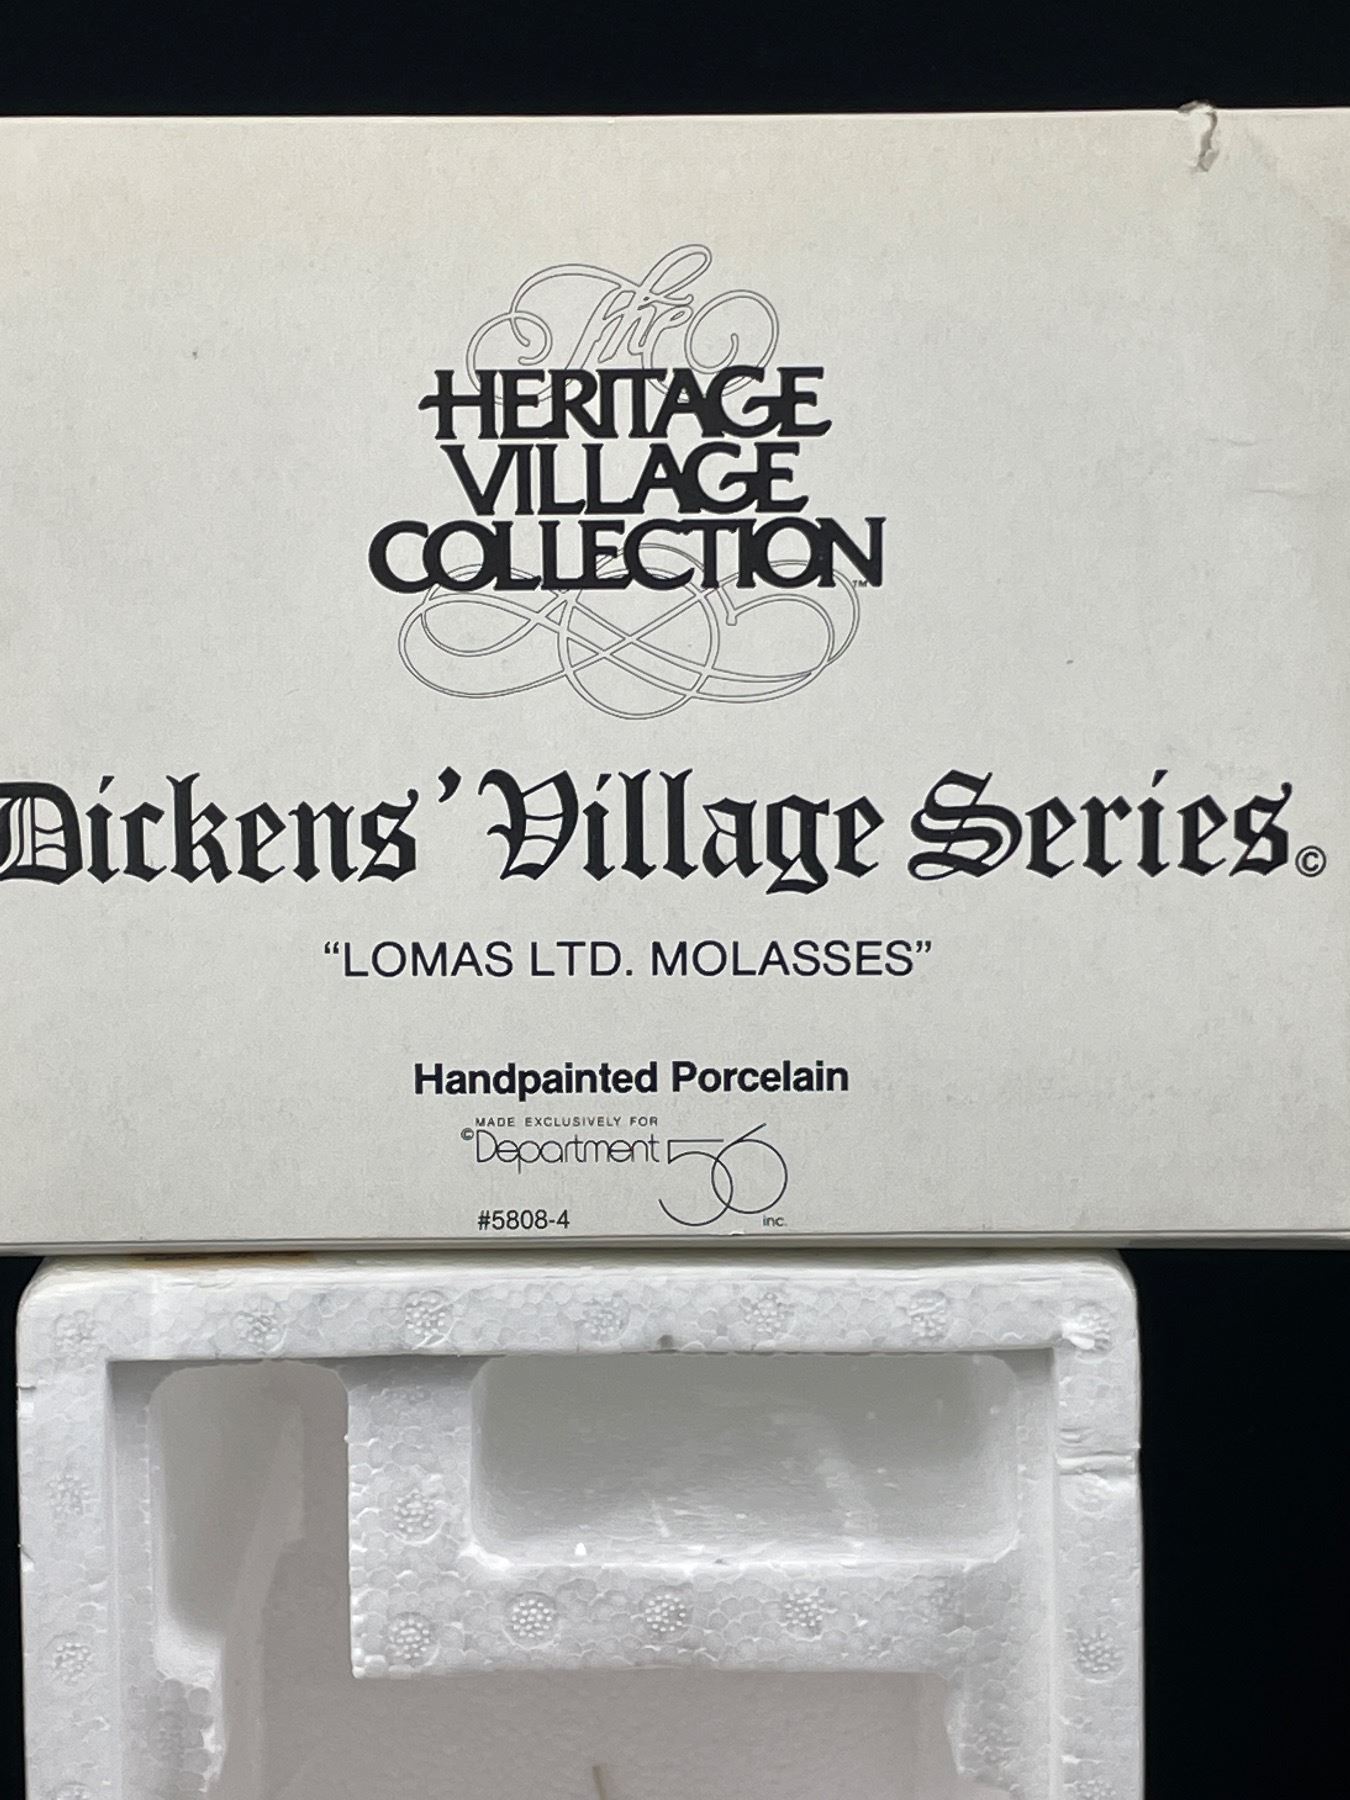 The
HERITAGE
VILLAGE
COLLECTION™
Dickens' Village Series©
“LOMAS LTD. MOLASSES”
Handpainted Porcelain
MADE EXCLUSIVELY FOR
©Department 56
#5808-4 inc.